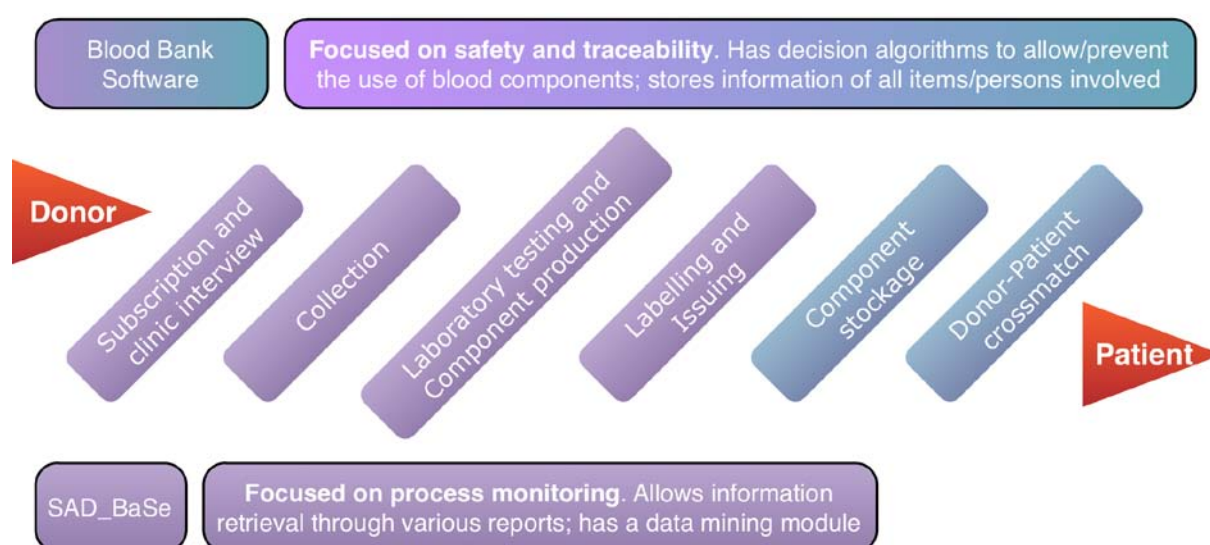 Blood Bank
Software
Focused on safety and traceability. Has decision algorithms to allow/prevent
the use of blood components; stores information of all items/persons involved
Donor
Subscription and
clinic interview
Collection
Laboratory testing and
Component production
Labelling and
Issuing
Component
stockage
Donor-Patient
crossmatch
Patient
SAD_BaSe
Focused on process monitoring. Allows information
retrieval through various reports; has a data mining module